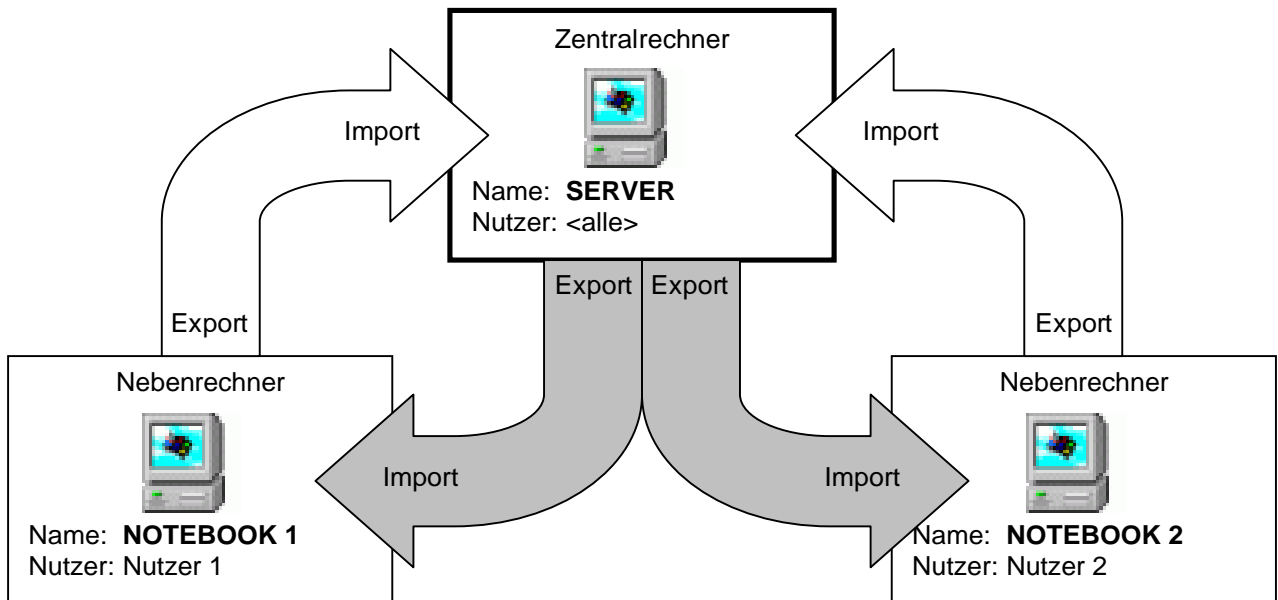 Zentralrechner
Import
Import
Name: SERVER
Nutzer: <alle>
Export
Export
Export
Export
Nebenrechner
Nebenrechner
Import
Import
Name: NOTEBOOK 1
Nutzer: Nutzer 1
Name: NOTEBOOK 2
Nutzer: Nutzer 2